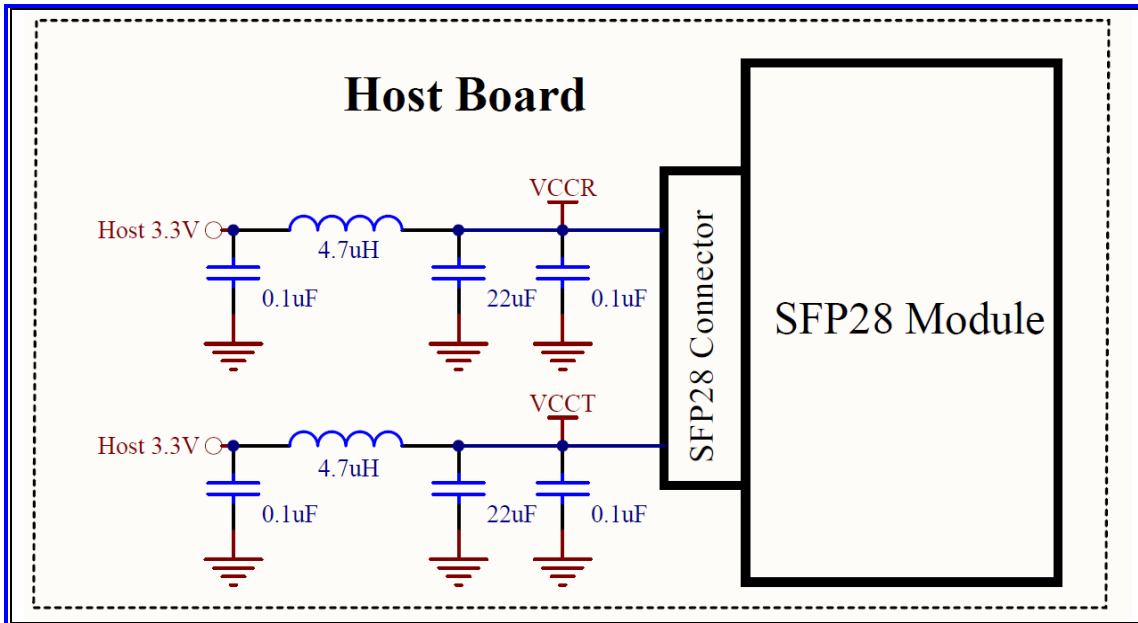 Host Board
VCCR
Host 3.3V
4.7uH
0.1uF
22uF
0.1uF
VCCT
Host 3.3V
4.7uH
0.1uF
22uF
0.1uF
SFP28 Connector
SFP28 Module